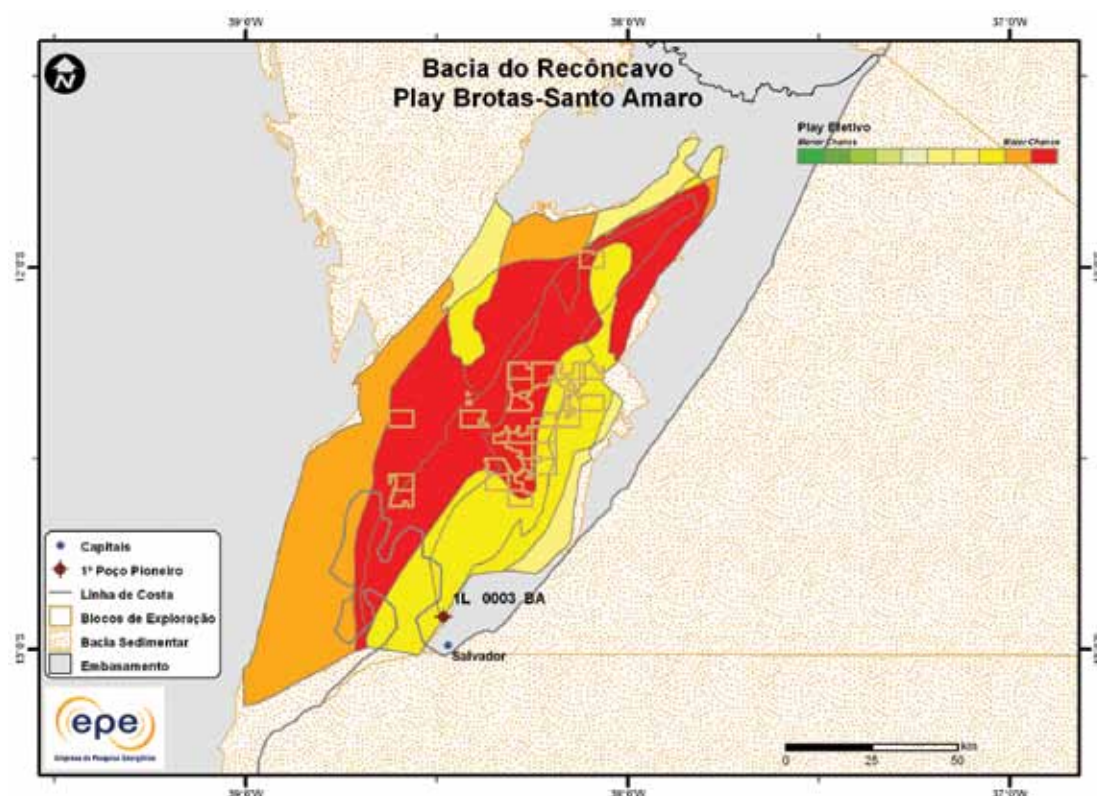 39°0'W
38°0'W
37°0'W
N
Bacia do Recôncavo
Play Brotas-Santo Amaro
Play Efetivo
Menor Chance
Maior Chance
12°0'S
Capitais
1º Poço Pioneiro
Linha de Costa
Blocos de Exploração
Bacia Sedimentar
Embasamento
1L 0003 BA
Salvador
13°0'S
epe
Empresa de Pesquisa Energética
km
0
25
50
39°0'W
38°0'W
37°0'W